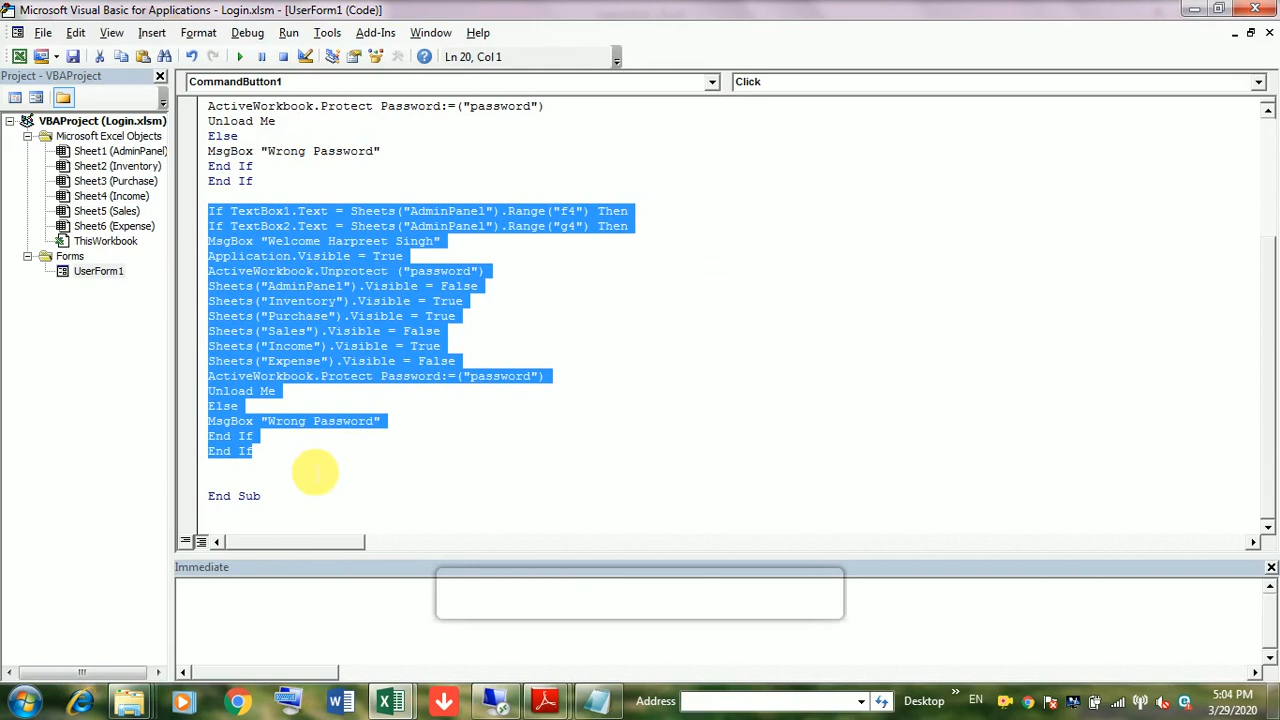 Microsoft Visual Basic for Applications - Login.xlsm - [UserForm1 (Code)]
File Edit View Insert Format Debug Run Tools Add-Ins Window Help
Ln 20, Col 1
Project - VBAProject
CommandButton1
Click
VBAProject (Login.xlsm)
Microsoft Excel Objects
Sheet1 (AdminPanel)
Sheet2 (Inventory)
Sheet3 (Purchase)
Sheet4 (Income)
Sheet5 (Sales)
Sheet6 (Expense)
ThisWorkbook
Forms
UserForm1
ActiveWorkbook.Protect Password:=("password")
Unload Me
Else
MsgBox "Wrong Password"
End If
End If
If TextBox1.Text = Sheets("AdminPanel").Range("f4") Then
If TextBox2.Text = Sheets("AdminPanel").Range("g4") Then
MsgBox "Welcome Harpreet Singh"
Application.Visible = True
ActiveWorkbook.Unprotect ("password")
Sheets("AdminPanel").Visible = False
Sheets("Inventory").Visible = True
Sheets("Purchase").Visible = True
Sheets("Sales").Visible = False
Sheets("Income").Visible = True
Sheets("Expense").Visible = False
ActiveWorkbook.Protect Password:=("password")
Unload Me
Else
MsgBox "Wrong Password"
End If
End If
End Sub
Immediate
Address
Desktop
EN
5:04 PM
3/29/2020